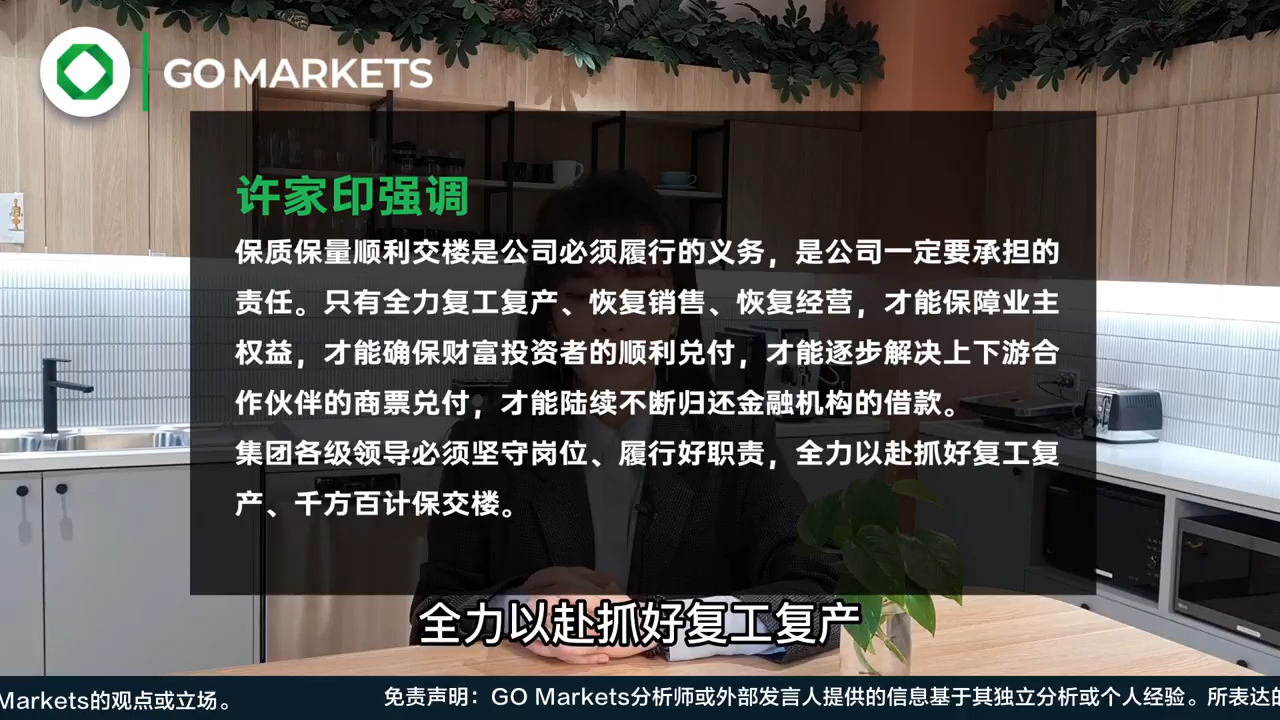 GO MARKETS
许家印强调
保质保量顺利交楼是公司必须履行的义务，是公司一定要承担的
责任。只有全力复工复产、恢复销售、恢复经营，才能保障业主
权益，才能确保财富投资者的顺利兑付，才能逐步解决上下游合
作伙伴的商票兑付，才能陆续不断归还金融机构的借款。
集团各级领导必须坚守岗位、履行好职责，全力以赴抓好复工复
产、千方百计保交楼。
全力以赴抓好复工复产
Markets的观点或立场。 免责声明：GO Markets分析师或外部发言人提供的信息基于其独立分析或个人经验。所表达的